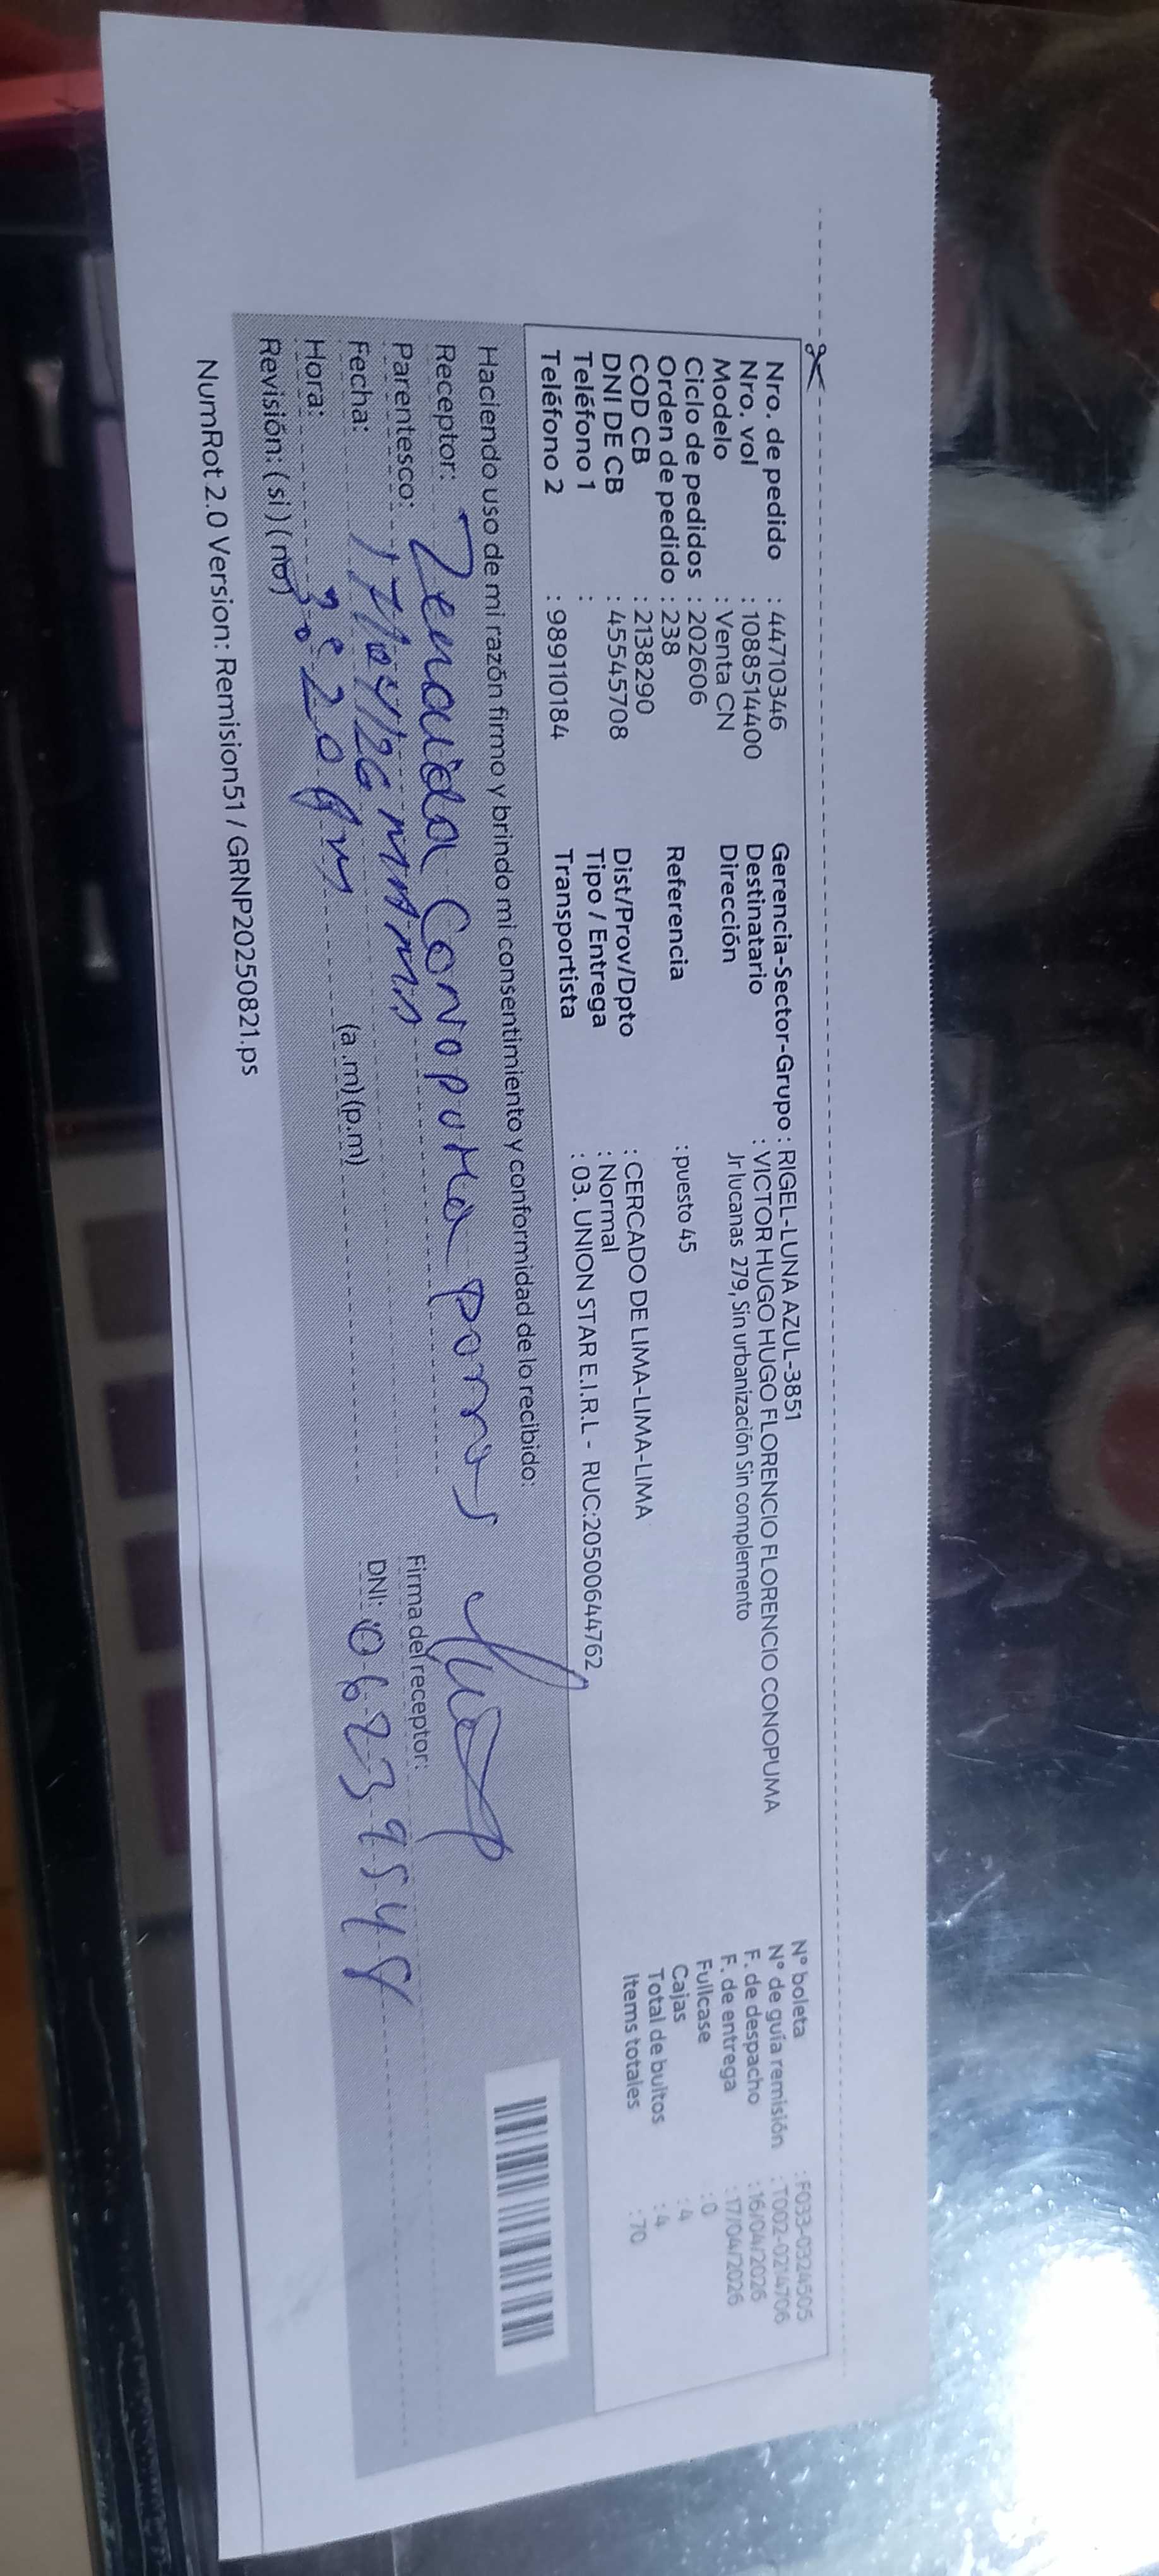 Nro. de pedido : 44710346
Nro. vol : 1088514400
Modelo : Venta CN
Ciclo de pedidos : 202606
Orden de pedido : 238
COD CB : 2138290
DNI DE CB : 45545708
Teléfono 1 :
Teléfono 2 : 989110184
Gerencia-Sector-Grupo : RIGEL-LUNA AZUL-3851
Destinatario : VICTOR HUGO HUGO FLORENCIO FLORENCIO CONOPUMA
Dirección Jr lucanas 279, Sin urbanización Sin complemento
Referencia : puesto 45
Dist/Prov/Dpto : CERCADO DE LIMA-LIMA-LIMA
Tipo / Entrega : Normal
Transportista : 03. UNION STAR E.I.R.L - RUC:20500644762
N° boleta : F033-0324505
N° de guía remisión : T002-0214706
F. de despacho : 16/04/2026
F. de entrega : 17/04/2026
Fullcase : 0
Cajas : 4
Total de bultos : 4
Items totales : 70
Haciendo uso de mi razón firmo y brindo mi consentimiento y conformidad de lo recibido:
Receptor: Zenaida Conopuma porras
Parentesco: mama
Fecha: 17/04/26
Hora: 3:20 pm (a.m) (p.m)
Revisión: ( si ) ( no )
Firma del receptor:
DNI: 06239548
NumRot 2.0 Version: Remision51 / GRNP20250821.ps